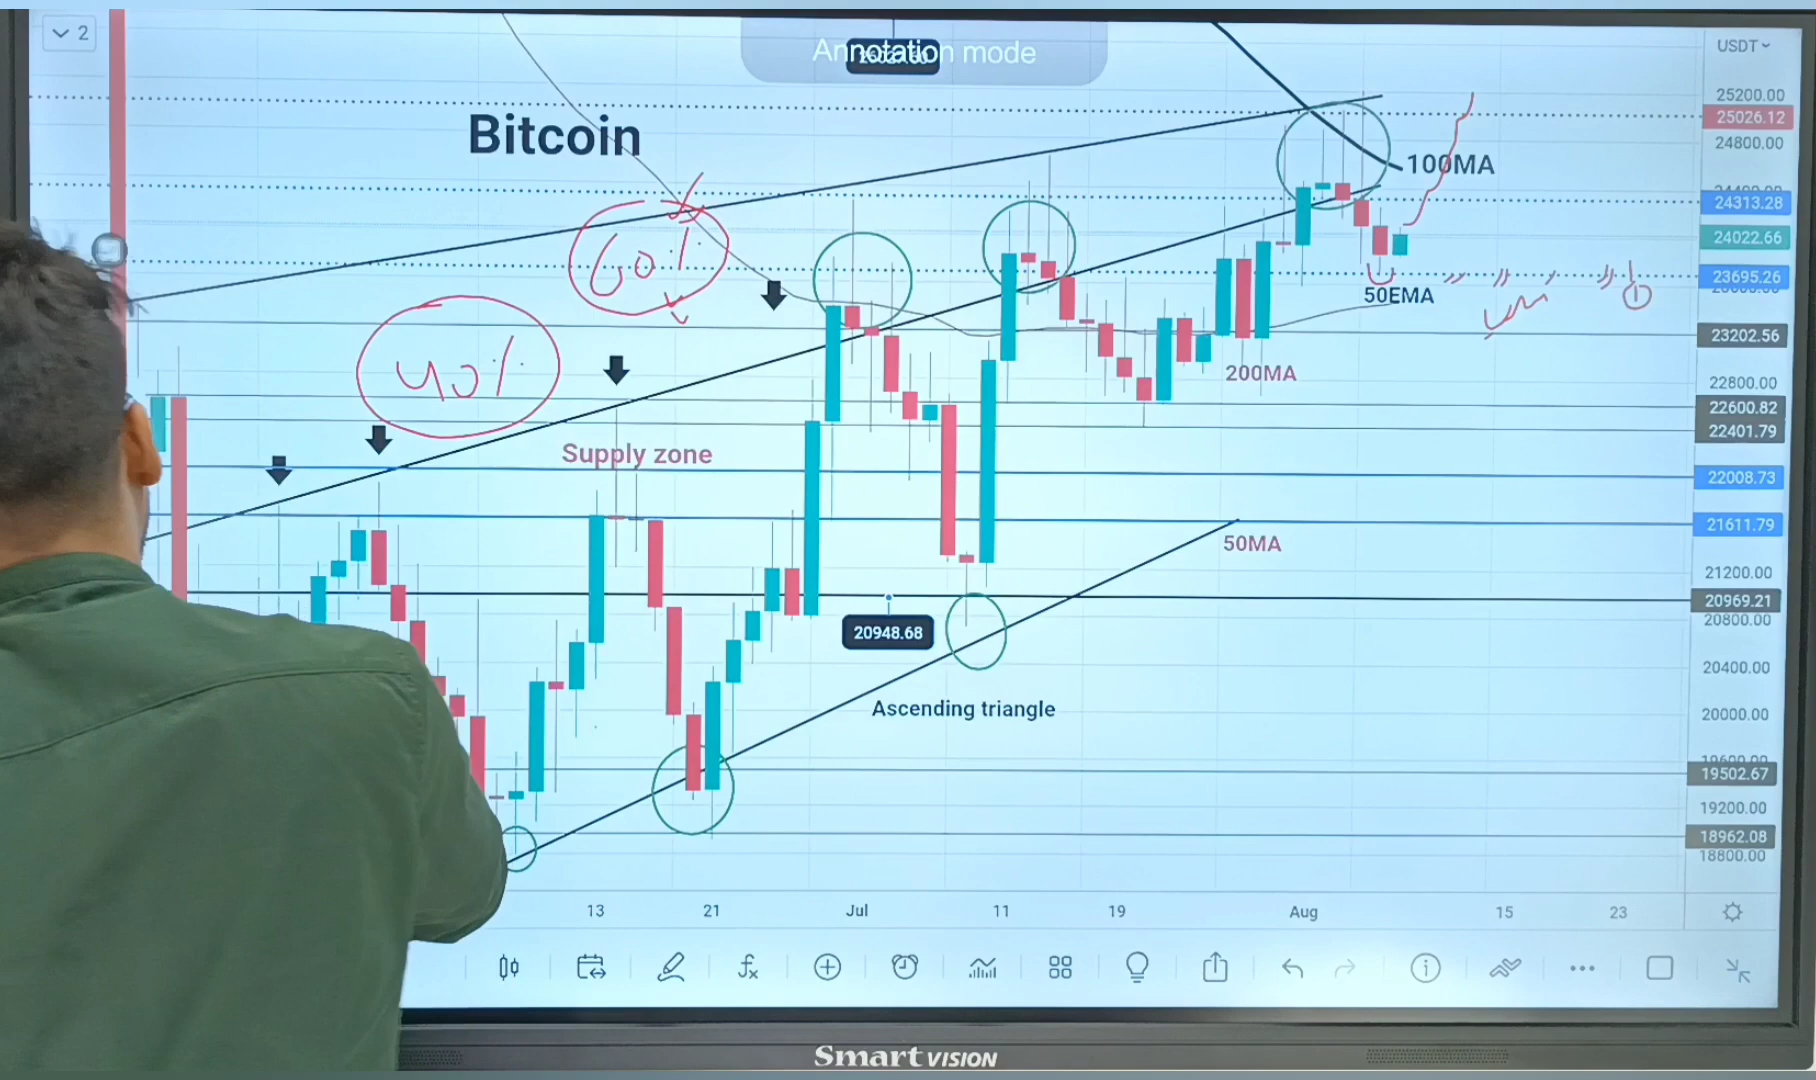 2
Annotation mode
USDT
Bitcoin
25200.00
25026.12
24800.00
100MA
24313.28
60%
24022.66
23695.26
50EMA
40%
23202.56
200MA
22800.00
22600.82
22401.79
Supply zone
22008.73
21611.79
50MA
21200.00
20969.21
20800.00
20948.68
20400.00
Ascending triangle
20000.00
19502.67
19200.00
18962.08
18800.00
13 21 Jul 11 19 Aug 15 23
fx
Smart VISION